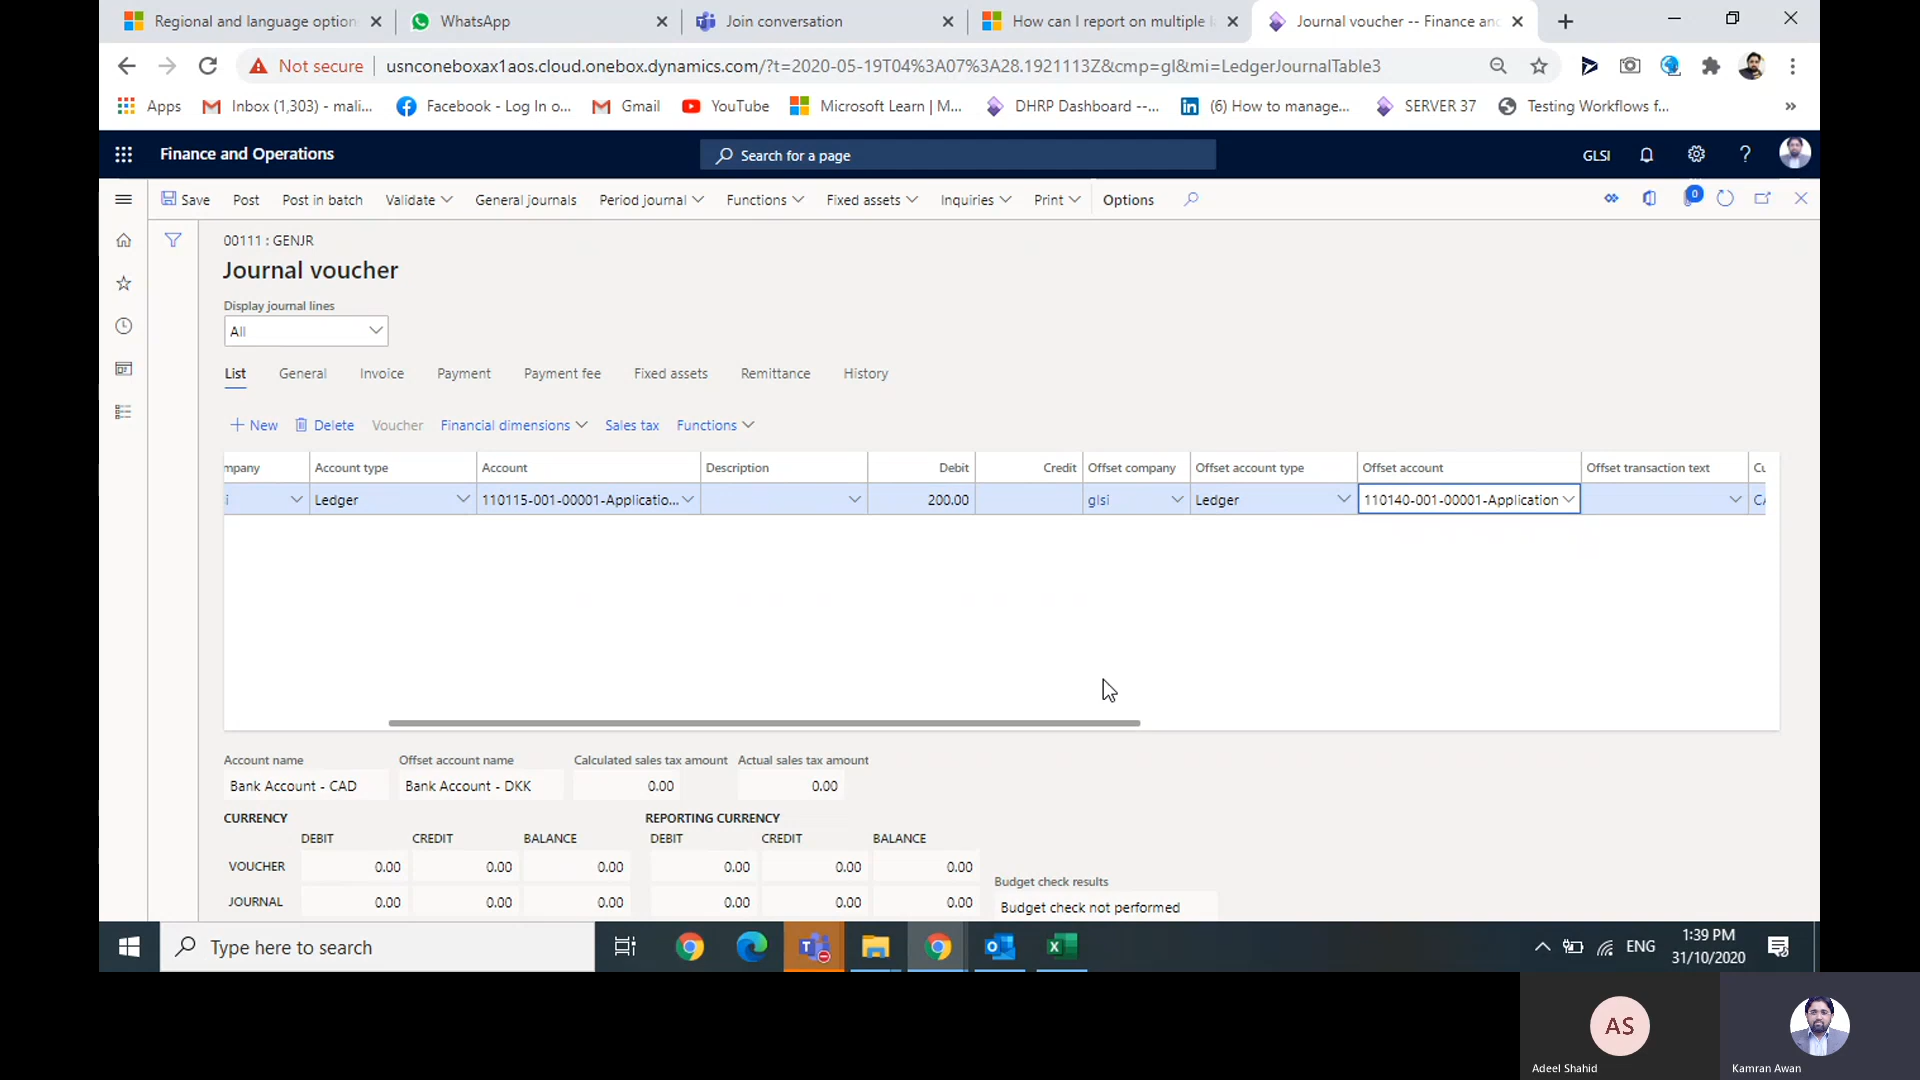 Regional and language option
WhatsApp
Join conversation
How can I report on multiple
Journal voucher -- Finance an
Not secure
usnconeboxax1aos.cloud.onebox.dynamics.com/?t=2020-05-19T04%3A07%3A28.1921113Z&cmp=gl&mi=LedgerJournalTable3
Apps
Inbox (1,303) - mali...
Facebook - Log In o...
Gmail
YouTube
Microsoft Learn | M...
DHRP Dashboard --...
(6) How to manage...
SERVER 37
Testing Workflows f...
»
Finance and Operations
Search for a page
GLSI
Save
Post
Post in batch
Validate
General journals
Period journal
Functions
Fixed assets
Inquiries
Print
Options
0
00111 : GENJR
Journal voucher
Display journal lines
All
List
General
Invoice
Payment
Payment fee
Fixed assets
Remittance
History
New
Delete
Voucher
Financial dimensions
Sales tax
Functions
mpany
Account type
Account
Description
Debit
Credit
Offset company
Offset account type
Offset account
Offset transaction text
Cu
i
Ledger
110115-001-00001-Applicatio...
200.00
glsi
Ledger
110140-001-00001-Application
CA
Account name
Offset account name
Calculated sales tax amount
Actual sales tax amount
Bank Account - CAD
Bank Account - DKK
0.00
0.00
CURRENCY
REPORTING CURRENCY
DEBIT
CREDIT
BALANCE
DEBIT
CREDIT
BALANCE
VOUCHER
0.00
0.00
0.00
0.00
0.00
0.00
JOURNAL
0.00
0.00
0.00
0.00
0.00
0.00
Budget check results
Budget check not performed
Type here to search
ENG
1:39 PM
31/10/2020
AS
Adeel Shahid
Kamran Awan